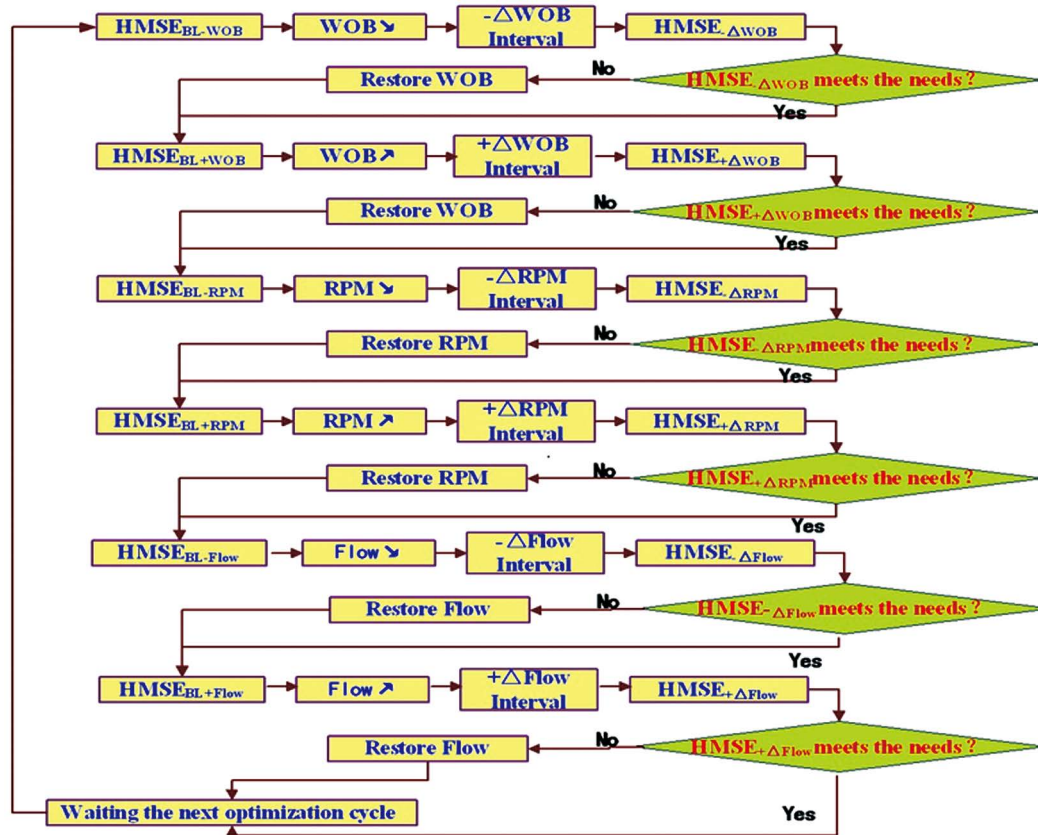 HMSEBL-WOB
WOB↘
-△WOB
Interval
HMSE-△WOB
HMSE-△WOB meets the needs?
No
Restore WOB
Yes
HMSEBL+WOB
WOB↗
+△WOB
Interval
HMSE+△WOB
HMSE+△WOB meets the needs?
No
Restore WOB
Yes
HMSEBL-RPM
RPM↘
-△RPM
Interval
HMSE-△RPM
HMSE-△RPM meets the needs?
No
Restore RPM
Yes
HMSEBL+RPM
RPM↗
+△RPM
Interval
HMSE+△RPM
HMSE+△RPM meets the needs?
No
Restore RPM
Yes
HMSEBL-Flow
Flow↘
-△Flow
Interval
HMSE-△Flow
HMSE-△Flow meets the needs?
No
Restore Flow
Yes
HMSEBL+Flow
Flow↗
+△Flow
Interval
HMSE+△Flow
HMSE+△Flow meets the needs?
No
Restore Flow
Yes
Waiting the next optimization cycle